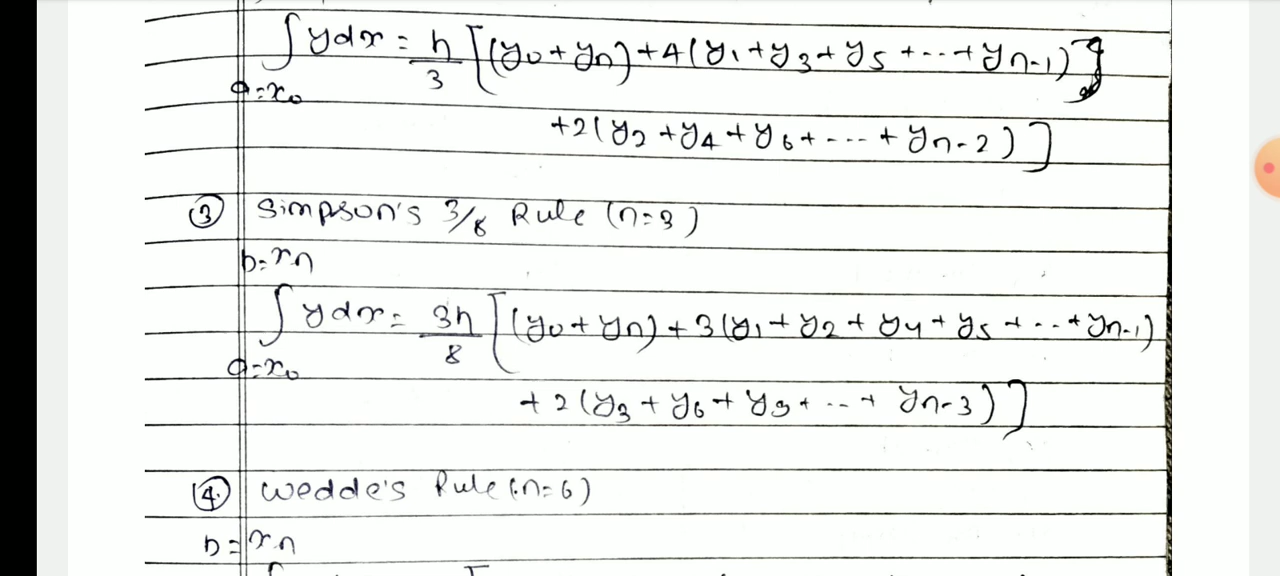 ∫ydx = h/3 [(y0+yn)+4(y1+y3+y5+--+yn-1)]
a=x0
+2(y2+y4+y6+---+yn-2)]
③ Simpson's 3/8 Rule (n=3)
b=xn
∫ydx = 3h/8 [(y0+yn)+3(y1+y2+y4+y5+--+yn-1)
a=x0
+2(y3+y6+y9+--+yn-3)]
④ wedde's Rule (n=6)
b=xn